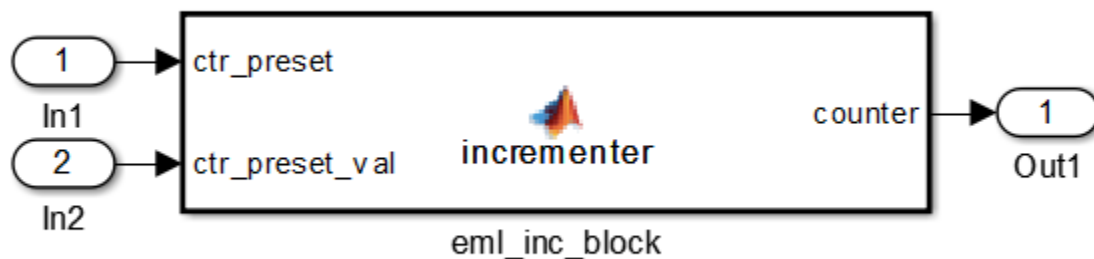 1
In1
2
In2
ctr_preset
ctr_preset_val
incrementer
counter
eml_inc_block
1
Out1